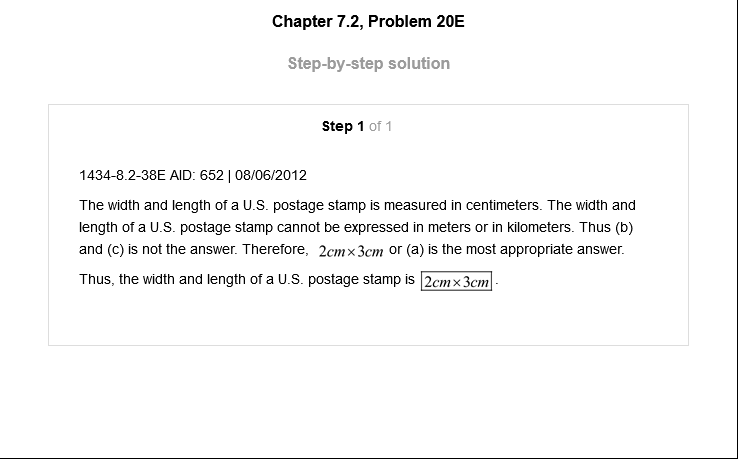 Chapter 7.2, Problem 20E
Step-by-step solution
Step 1 of 1
1434-8.2-38E AID: 652 | 08/06/2012
The width and length of a U.S. postage stamp is measured in centimeters. The width and
length of a U.S. postage stamp cannot be expressed in meters or in kilometers. Thus (b)
and (c) is not the answer. Therefore, 2cm×3cm or (a) is the most appropriate answer.
Thus, the width and length of a U.S. postage stamp is 2cm×3cm.